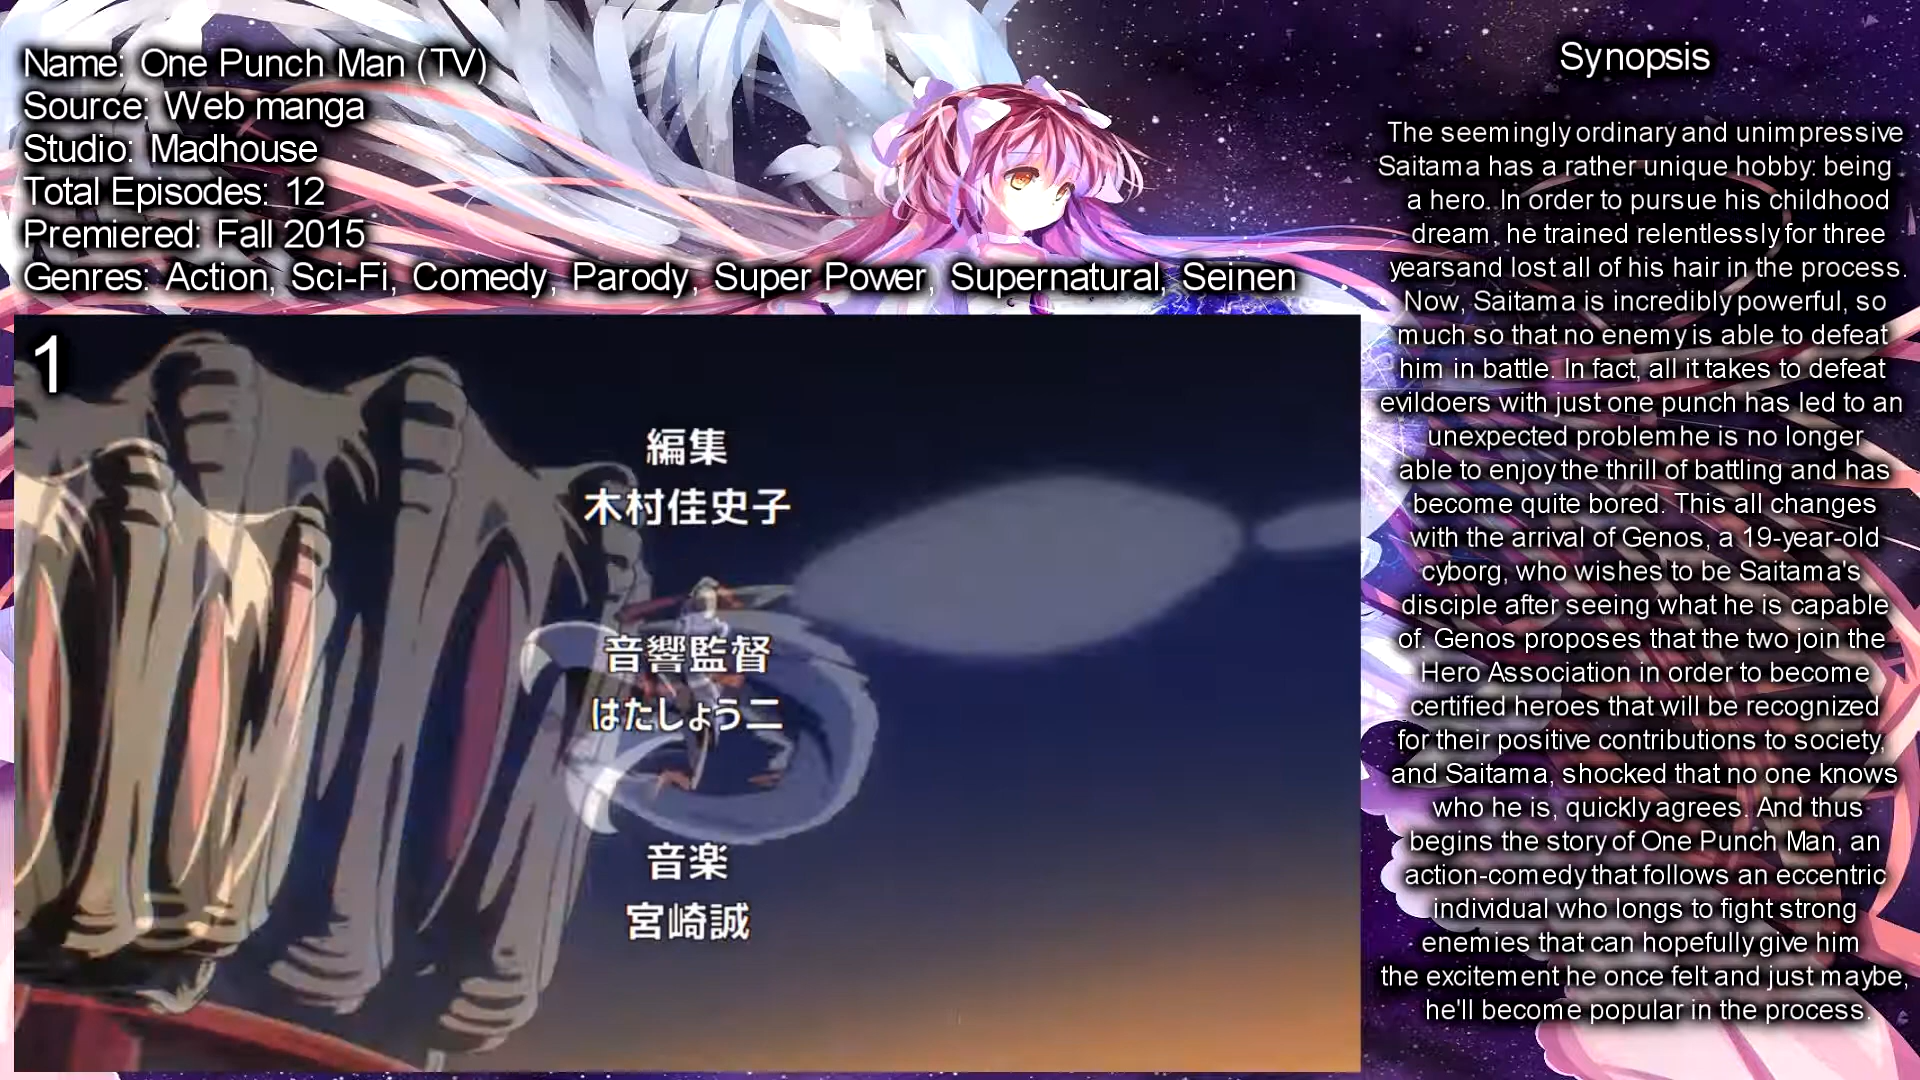 Name: One Punch Man (TV)
Source: Web manga
Studio: Madhouse
Total Episodes: 12
Premiered: Fall 2015
Genres: Action, Sci-Fi, Comedy, Parody, Super Power, Supernatural, Seinen
1
編集
木村佳史子
音響監督
はたしょう二
音楽
宮崎誠
Synopsis
The seemingly ordinary and unimpressive
Saitama has a rather unique hobby: being
a hero. In order to pursue his childhood
dream, he trained relentlessly for three
yearsand lost all of his hair in the process.
Now, Saitama is incredibly powerful, so
much so that no enemy is able to defeat
him in battle. In fact, all it takes to defeat
evildoers with just one punch has led to an
unexpected problemhe is no longer
able to enjoy the thrill of battling and has
become quite bored. This all changes
with the arrival of Genos, a 19-year-old
cyborg, who wishes to be Saitama's
disciple after seeing what he is capable
of. Genos proposes that the two join the
Hero Association in order to become
certified heroes that will be recognized
for their positive contributions to society,
and Saitama, shocked that no one knows
who he is, quickly agrees. And thus
begins the story of One Punch Man, an
action-comedy that follows an eccentric
individual who longs to fight strong
enemies that can hopefully give him
the excitement he once felt and just maybe,
he'll become popular in the process.